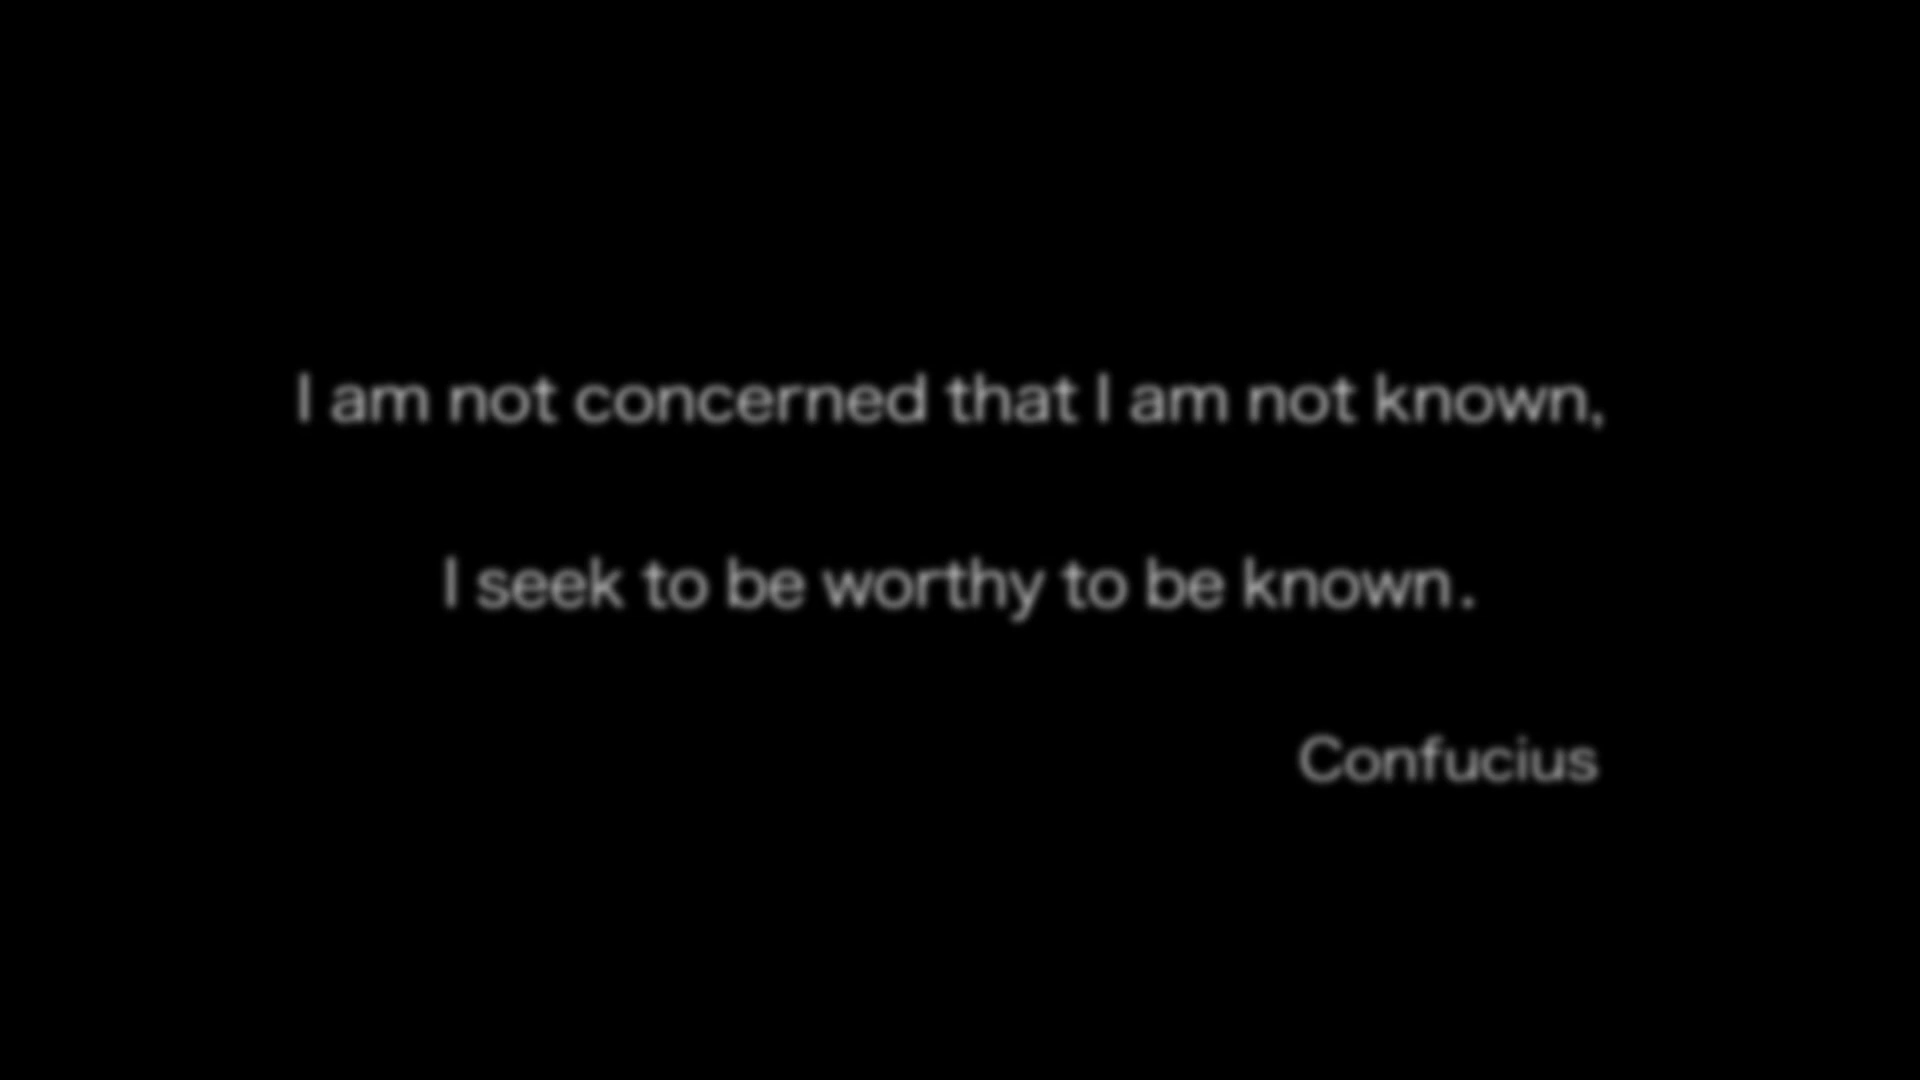 I am not concerned that I am not known,
I seek to be worthy to be known.
Confucius